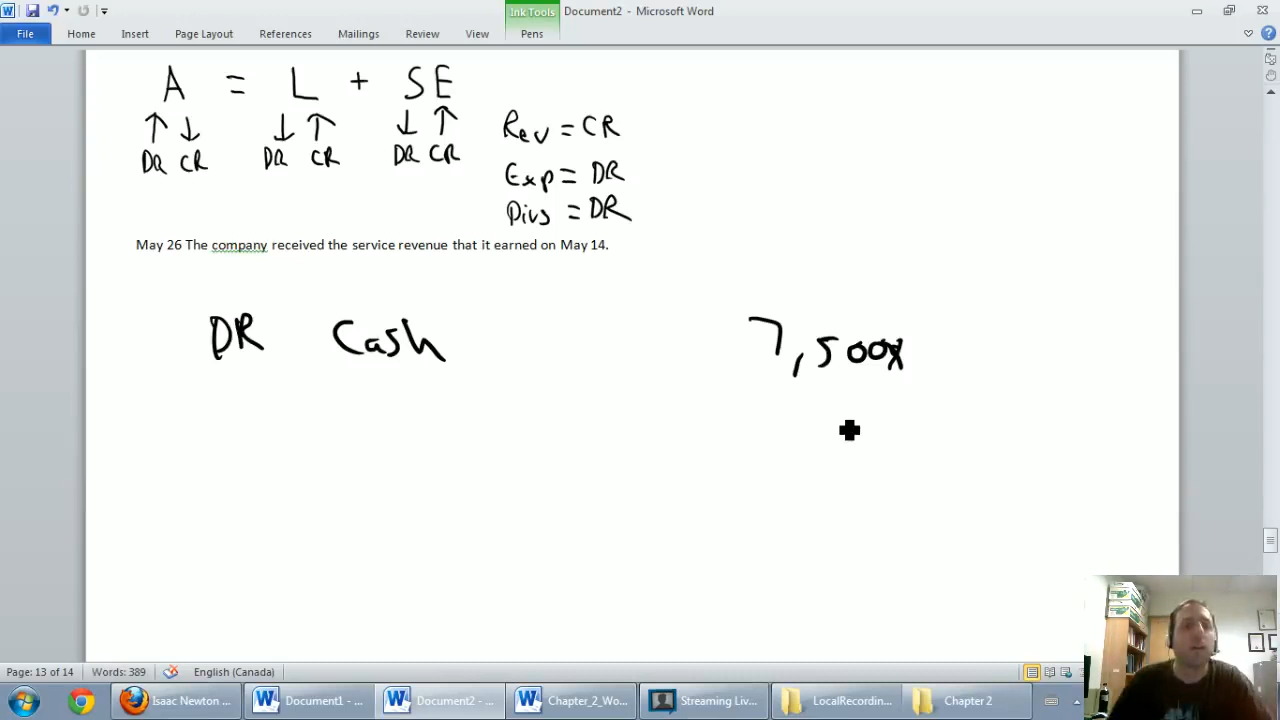 Ink Tools
Document2 - Microsoft Word
File Home Insert Page Layout References Mailings Review View Pens
A = L + SE
DR CR DR CR DR CR
Rev = CR
Exp = DR
Divs = DR
May 26 The company received the service revenue that it earned on May 14.
DR Cash 7,500
Page: 13 of 14 Words: 389 English (Canada)
Isaac Newton ... Document1 - ... Document2 - ... Chapter_2_Wo... Streaming Liv... LocalRecordin... Chapter 2